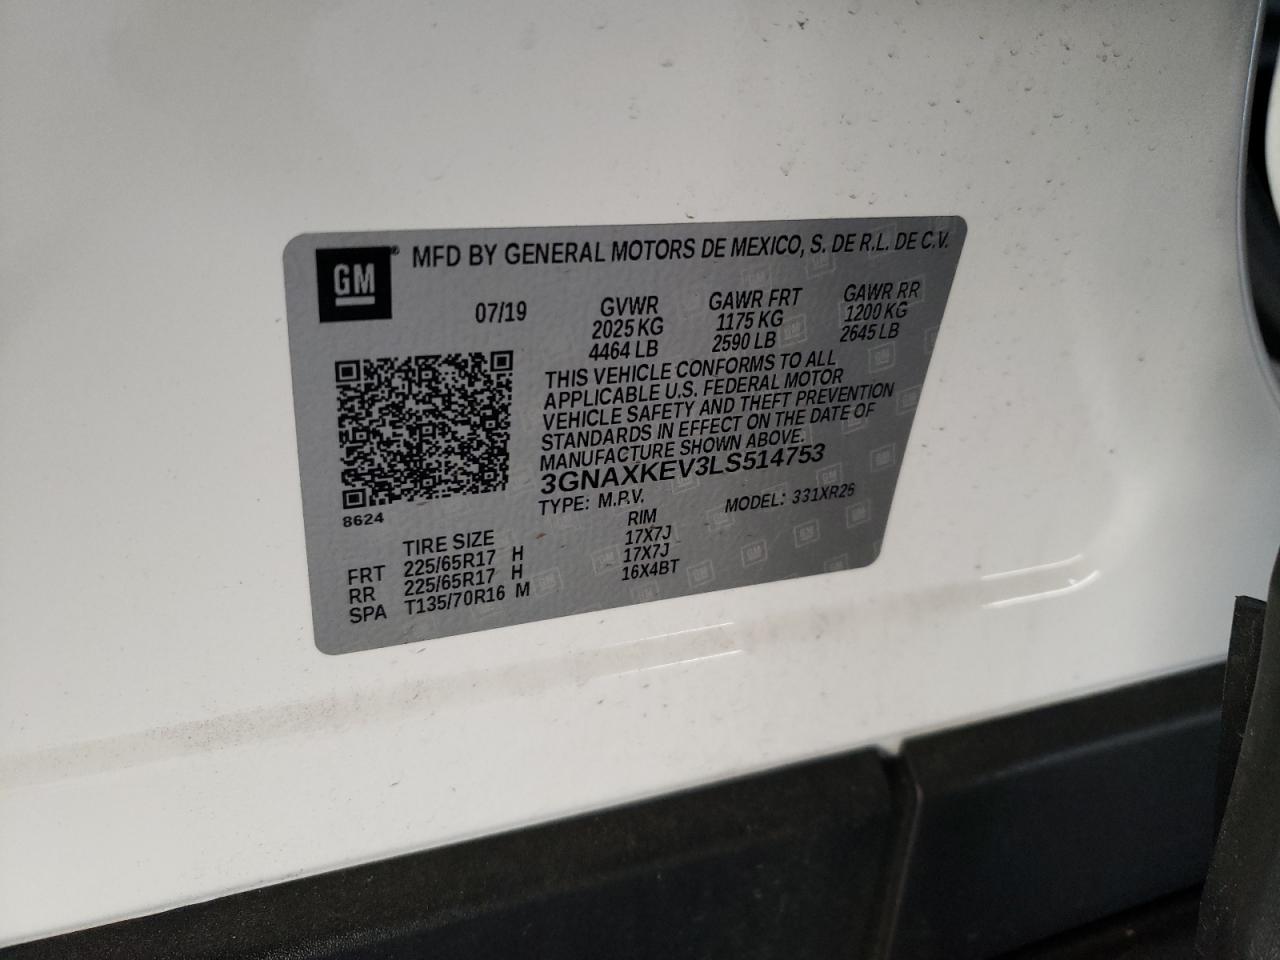 GM® MFD BY GENERAL MOTORS DE MEXICO, S. DE R.L. DE C.V.
07/19 GVWR GAWR FRT GAWR RR
2025 KG 1175 KG 1200 KG
4464 LB 2590 LB 2645 LB
THIS VEHICLE CONFORMS TO ALL
APPLICABLE U.S. FEDERAL MOTOR
VEHICLE SAFETY AND THEFT PREVENTION
STANDARDS IN EFFECT ON THE DATE OF
MANUFACTURE SHOWN ABOVE.
3GNAXKEV3LS514753
TYPE: M.P.V. MODEL: 331XR26
8624
TIRE SIZE RIM
FRT 225/65R17 H 17X7J
RR 225/65R17 H 17X7J
SPA T135/70R16 M 16X4BT